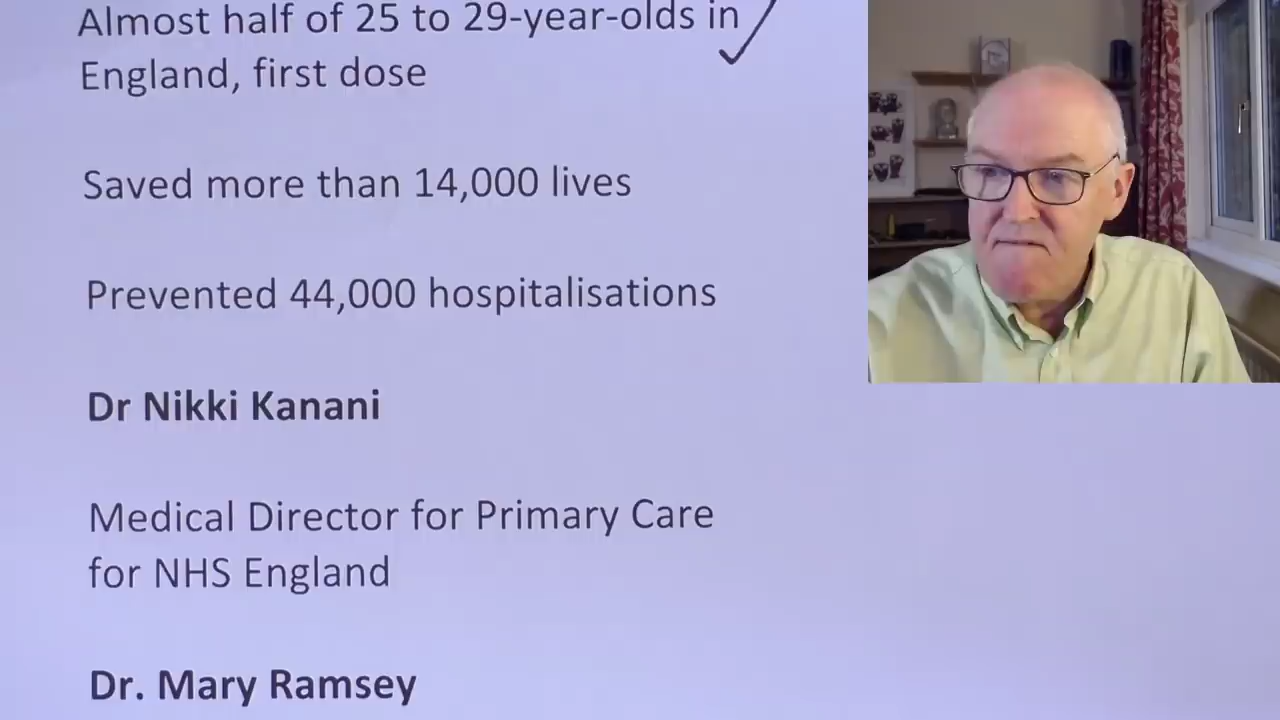 Almost half of 25 to 29-year-olds in
England, first dose
Saved more than 14,000 lives
Prevented 44,000 hospitalisations
Dr Nikki Kanani
Medical Director for Primary Care
for NHS England
Dr. Mary Ramsey